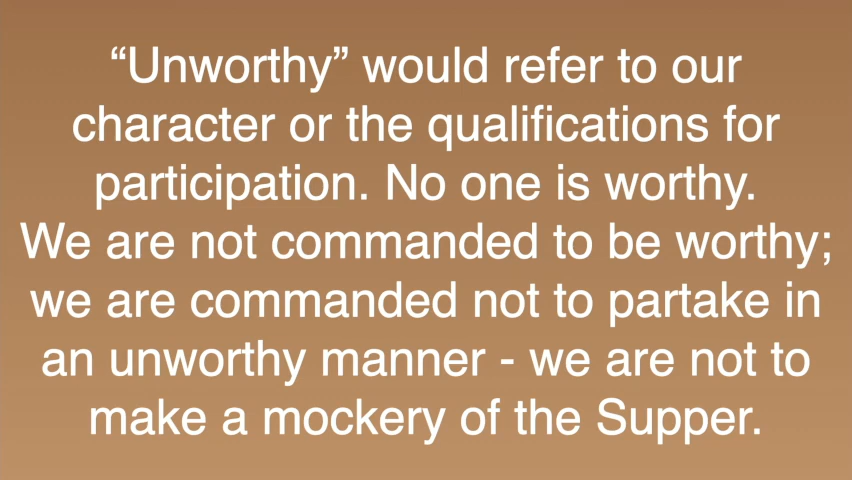 “Unworthy” would refer to our
character or the qualifications for
participation. No one is worthy.
We are not commanded to be worthy;
we are commanded not to partake in
an unworthy manner - we are not to
make a mockery of the Supper.